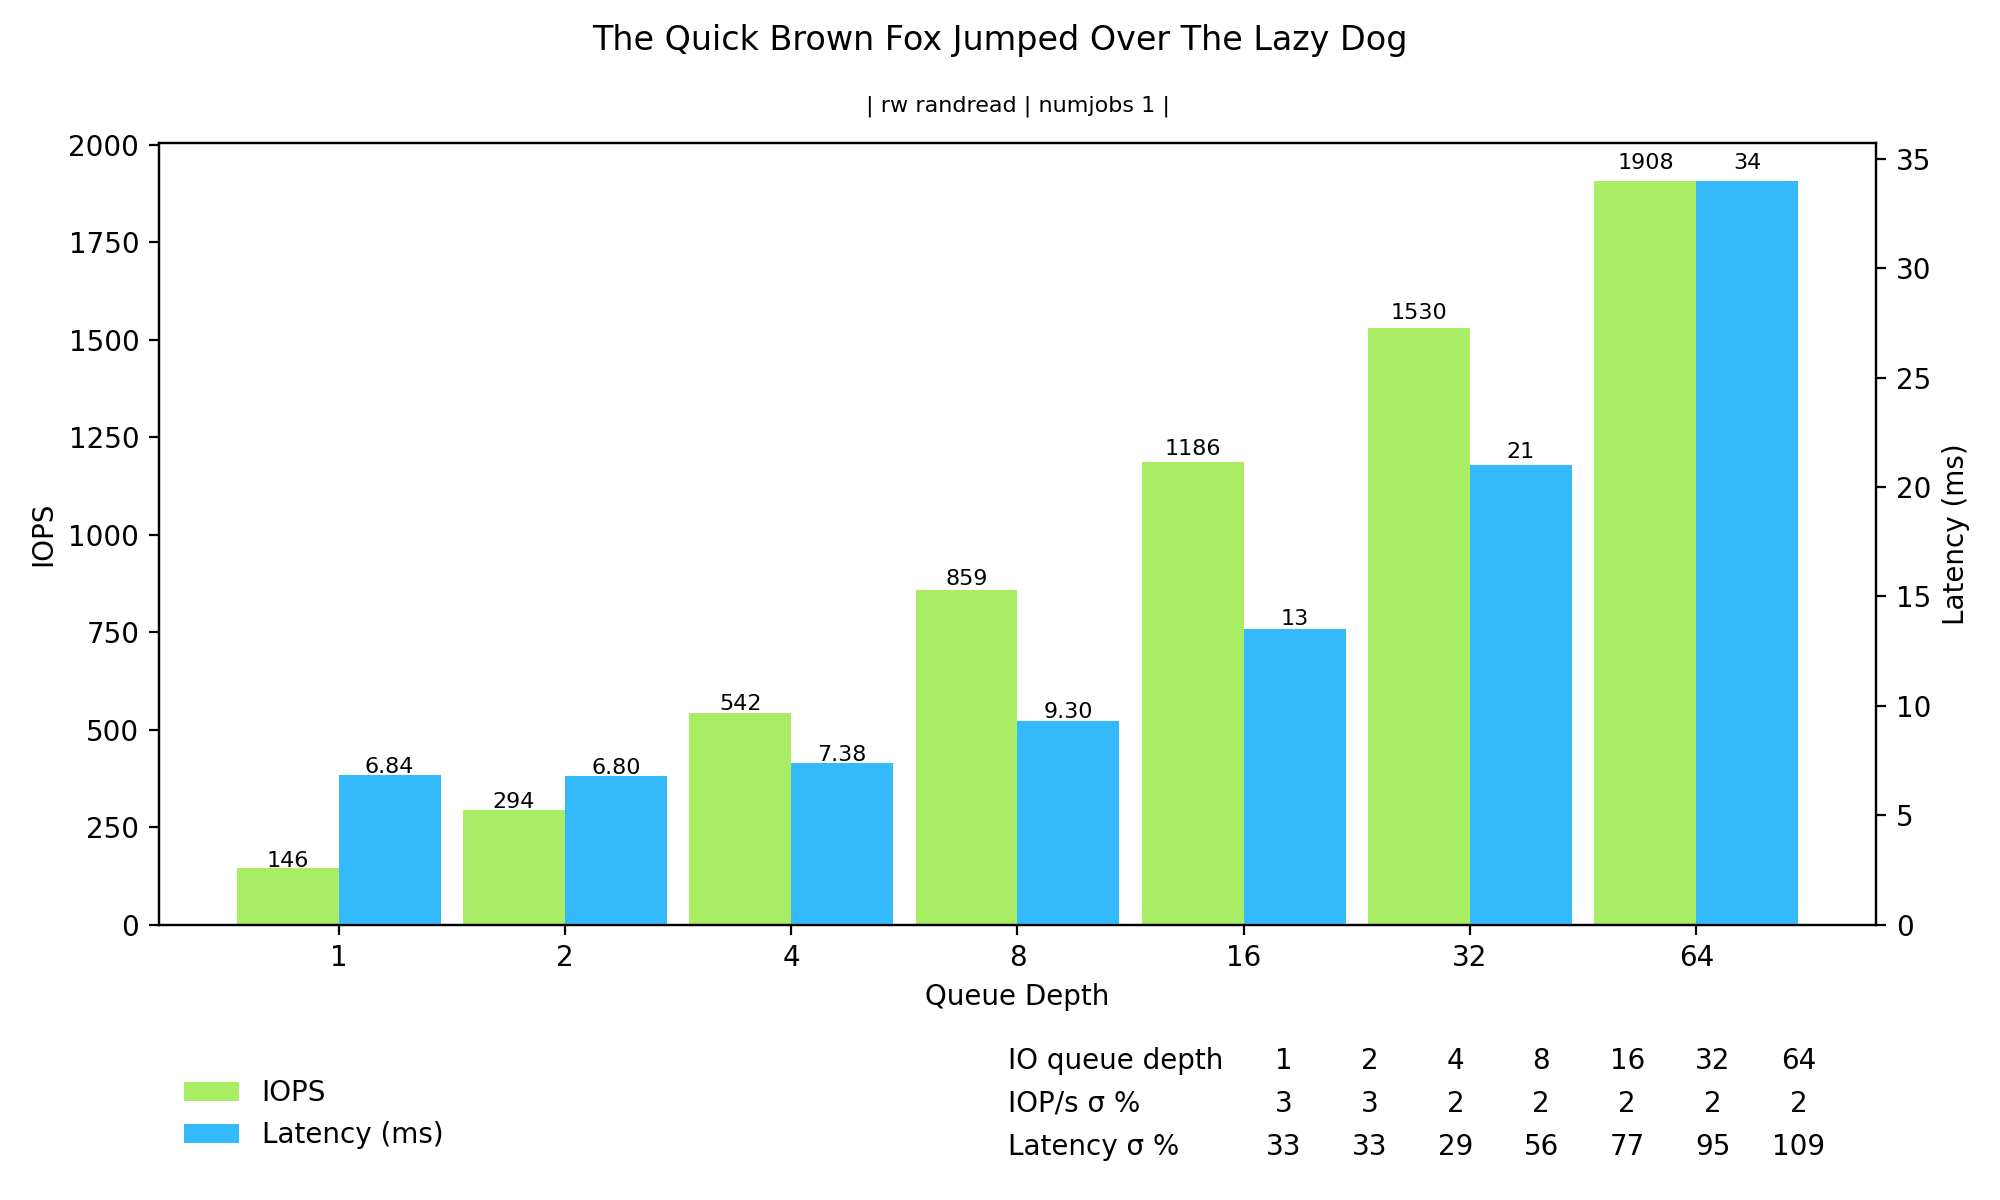 The Quick Brown Fox Jumped Over The Lazy Dog
| rw randread | numjobs 1 |
2000
1750
1500
1250
1000
750
500
250
0
IOPS
35
30
25
20
15
10
5
0
Latency (ms)
146
6.84
294
6.80
542
7.38
859
9.30
1186
13
1530
21
1908
34
1 2 4 8 16 32 64
Queue Depth
IOPS
Latency (ms)
IO queue depth 1 2 4 8 16 32 64
IOP/s σ % 3 3 2 2 2 2 2
Latency σ % 33 33 29 56 77 95 109